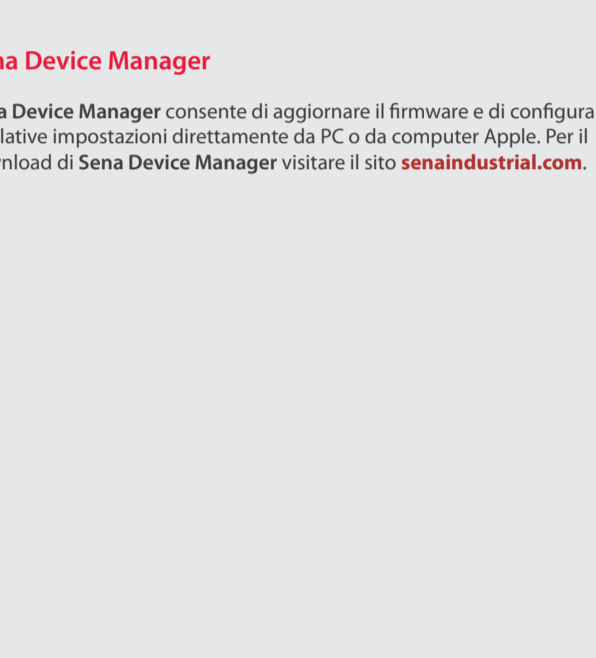 na Device Manager
a Device Manager consente di aggiornare il firmware e di configura
lative impostazioni direttamente da PC o da computer Apple. Per il
nload di Sena Device Manager visitare il sito senaindustrial.com.